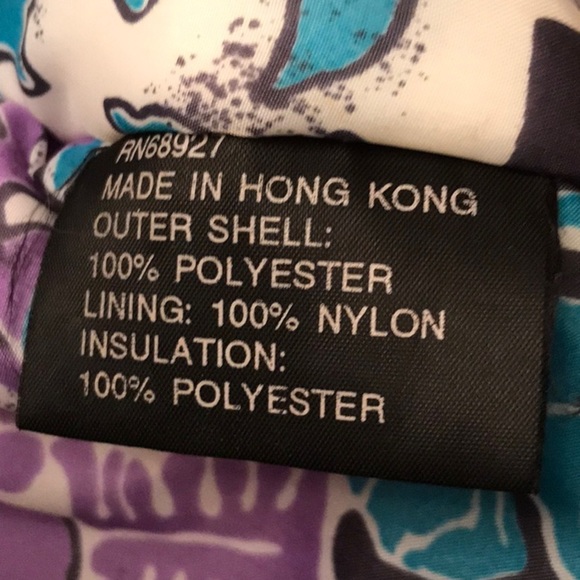 RN68927
MADE IN HONG KONG
OUTER SHELL:
100% POLYESTER
LINING: 100% NYLON
INSULATION:
100% POLYESTER